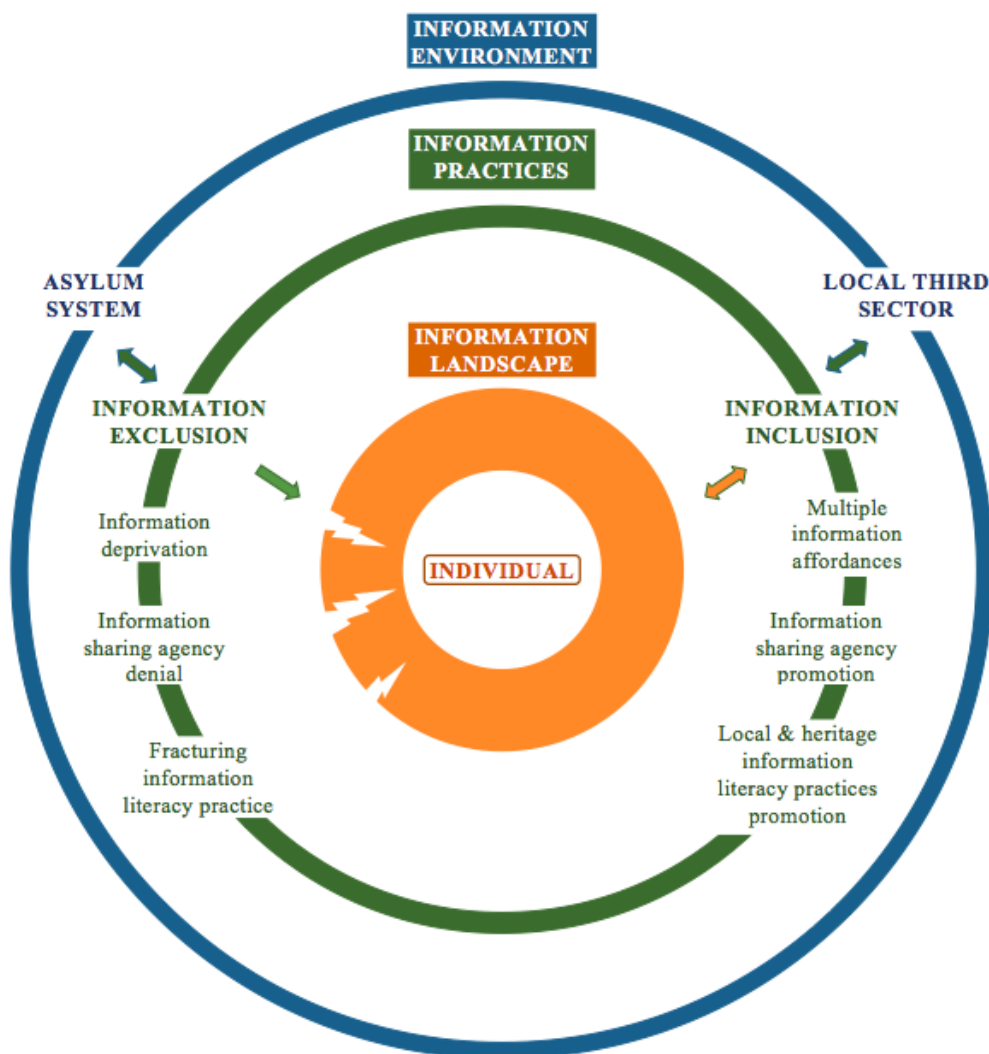 INFORMATION
ENVIRONMENT
INFORMATION
PRACTICES
ASYLUM
SYSTEM
LOCAL THIRD
SECTOR
INFORMATION
LANDSCAPE
INFORMATION
EXCLUSION
INFORMATION
INCLUSION
Information
deprivation
Multiple
information
affordances
INDIVIDUAL
Information
sharing agency
denial
Information
sharing agency
promotion
Fracturing
information
literacy practice
Local & heritage
information
literacy practices
promotion